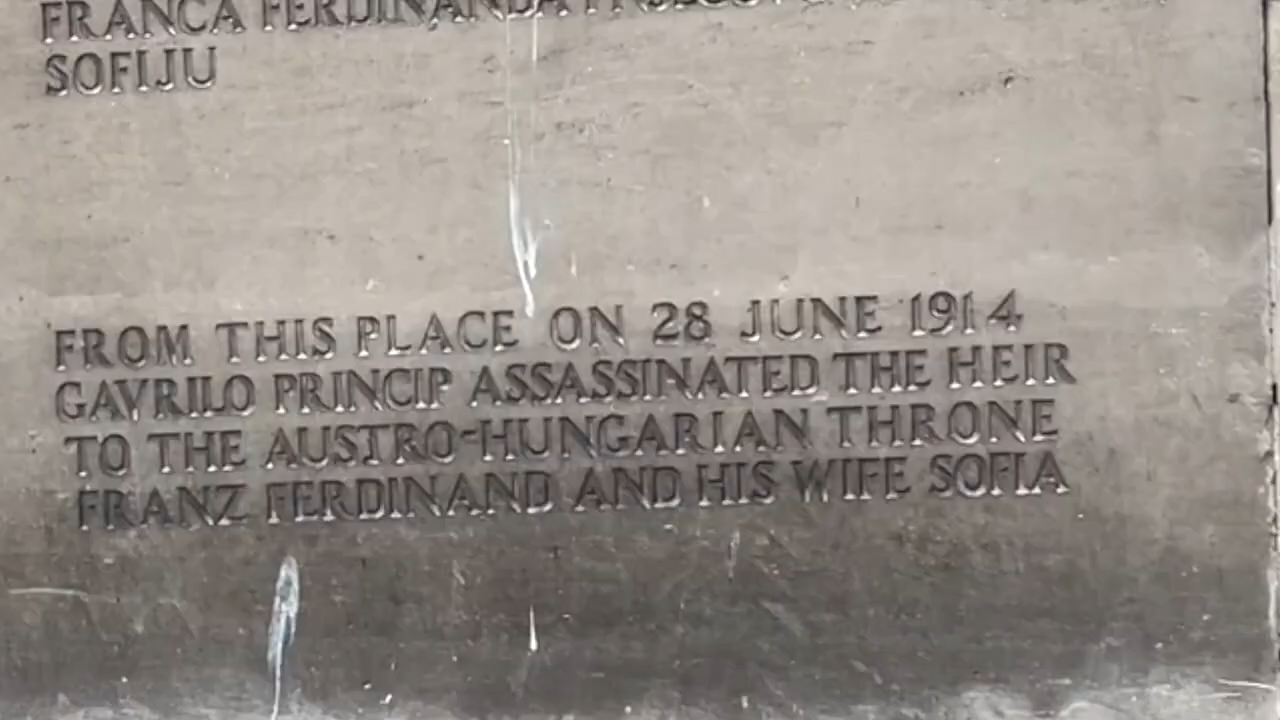 FRANCA FERDINANDA I NJEGOVU
SOFIJU
FROM THIS PLACE ON 28 JUNE 1914
GAVRILO PRINCIP ASSASSINATED THE HEIR
TO THE AUSTRO-HUNGARIAN THRONE
FRANZ FERDINAND AND HIS WIFE SOFIA